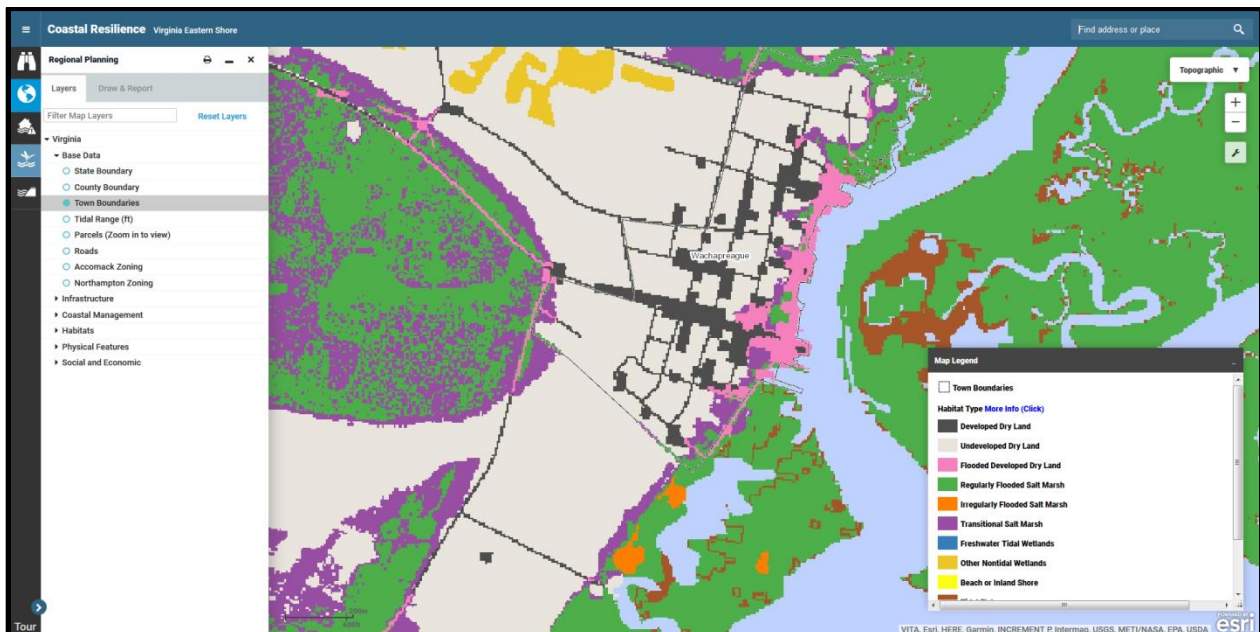 Coastal Resilience Virginia Eastern Shore
Find address or place
Regional Planning
Layers Draw & Report
Filter Map Layers Reset Layers
Virginia
Base Data
State Boundary
County Boundary
Town Boundaries
Tidal Range (ft)
Parcels (Zoom in to view)
Roads
Accomack Zoning
Northampton Zoning
Infrastructure
Coastal Management
Habitats
Physical Features
Social and Economic
Tour
Topographic
Wachapreague
Map Legend
Town Boundaries
Habitat Type More Info (Click)
Developed Dry Land
Undeveloped Dry Land
Flooded Developed Dry Land
Regularly Flooded Salt Marsh
Irregularly Flooded Salt Marsh
Transitional Salt Marsh
Freshwater Tidal Wetlands
Other Nontidal Wetlands
Beach or Inland Shore
VITA, Esri, HERE, Garmin, INCREMENT P, Intermap, USGS, METI/NASA, EPA, USDA
esri